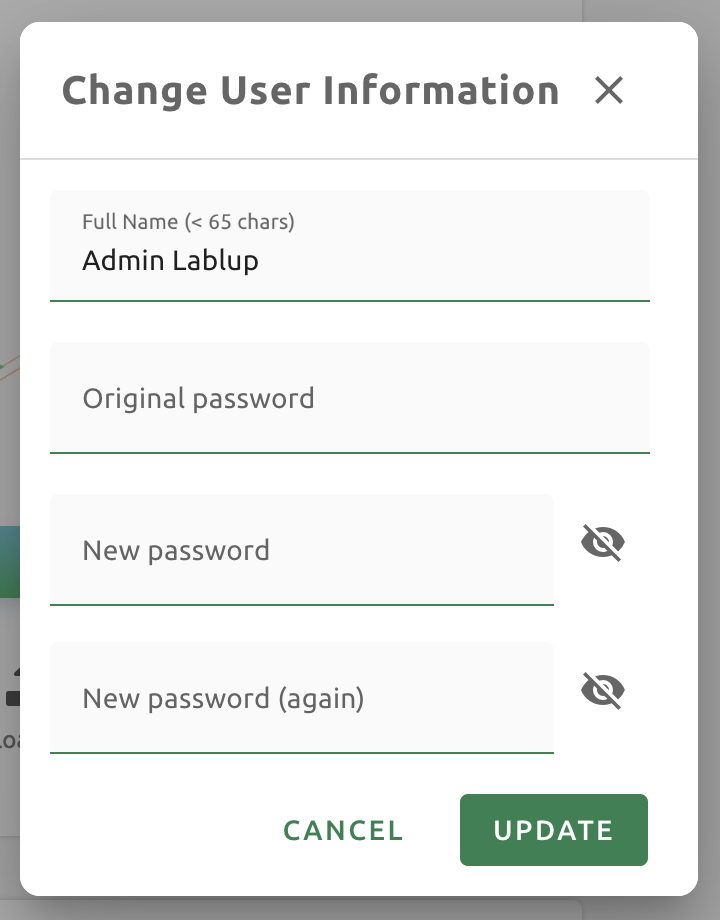 Change User Information
Full Name (< 65 chars)
Admin Lablup
Original password
New password
New password (again)
CANCEL
UPDATE